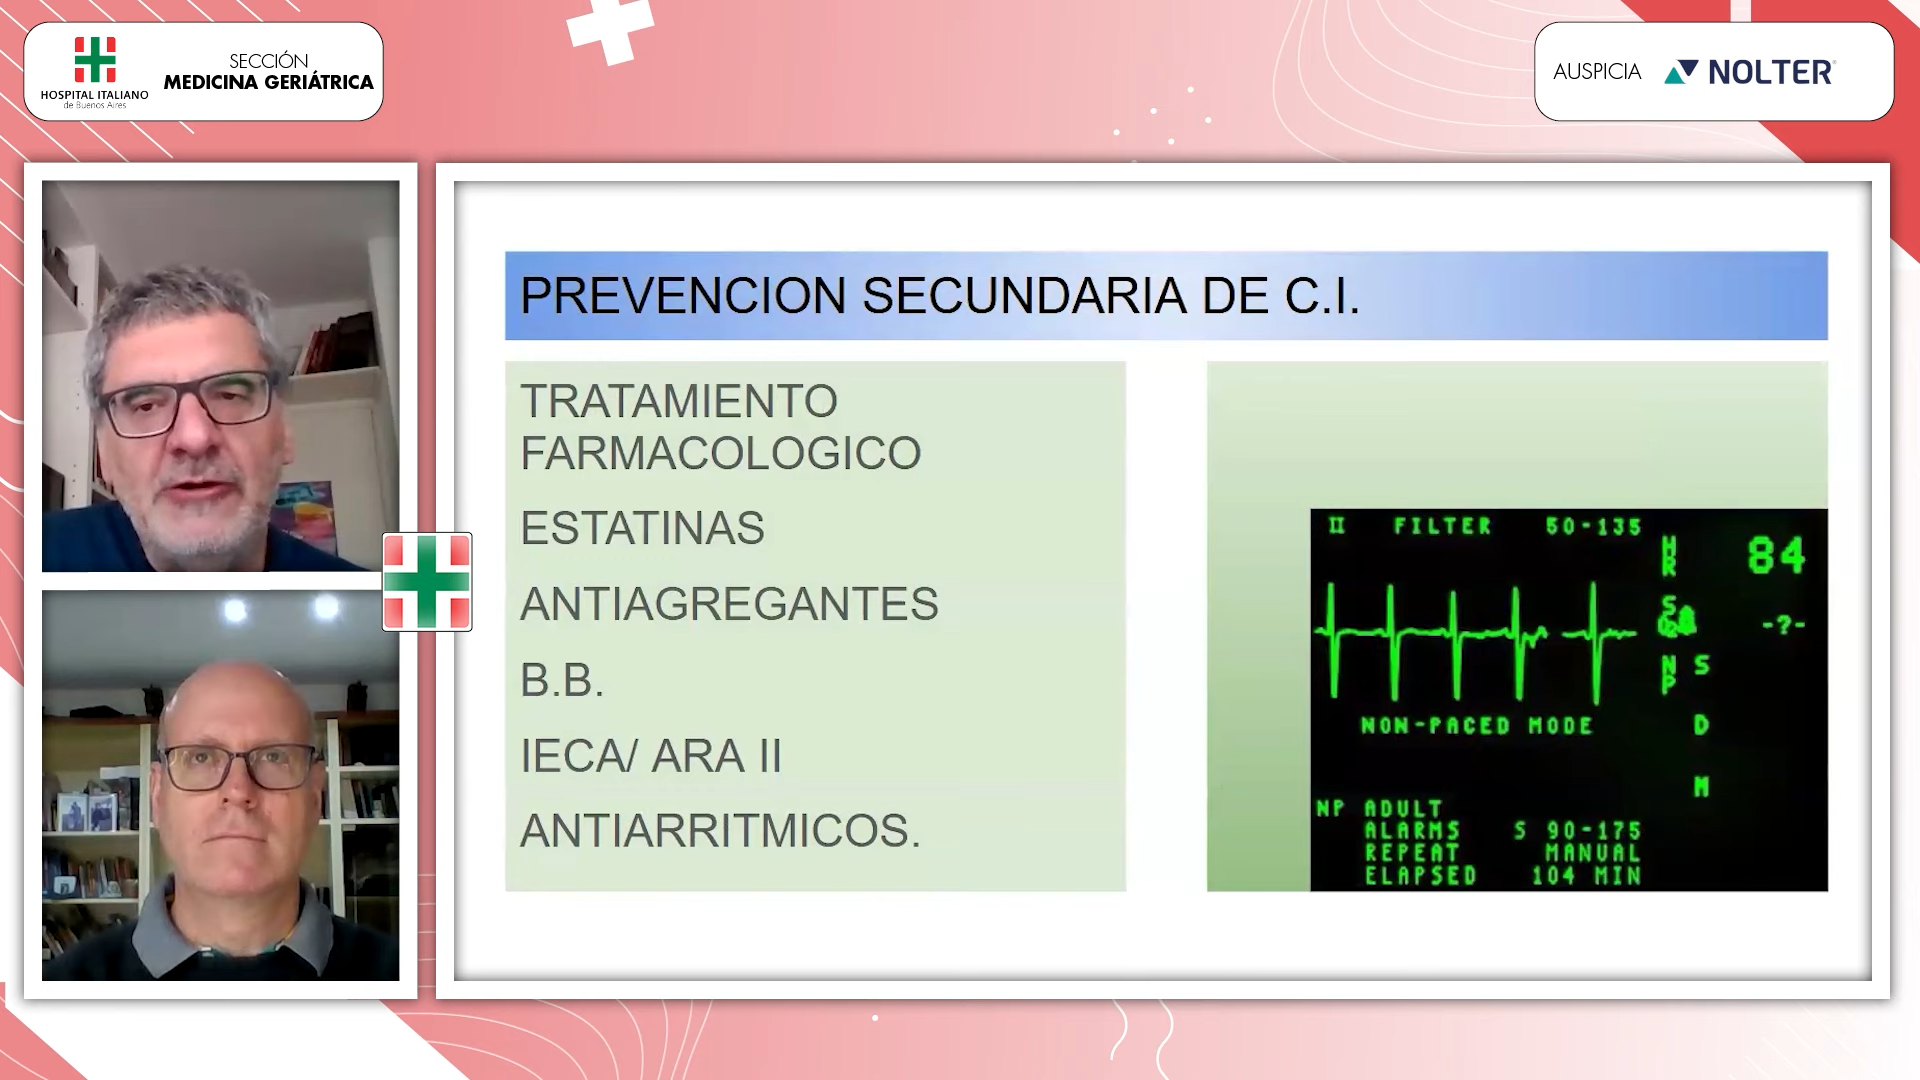 SECCIÓN
MEDICINA GERIÁTRICA
HOSPITAL ITALIANO
de Buenos Aires
AUSPICIA NOLTER
PREVENCION SECUNDARIA DE C.I.
TRATAMIENTO
FARMACOLOGICO
ESTATINAS
ANTIAGREGANTES
B.B.
IECA/ ARA II
ANTIARRITMICOS.
II FILTER 50-135
HR 84
-?-
NP S
D
M
NON-PACED MODE
NP ADULT
ALARMS S 90-175
REPEAT MANUAL
ELAPSED 104 MIN